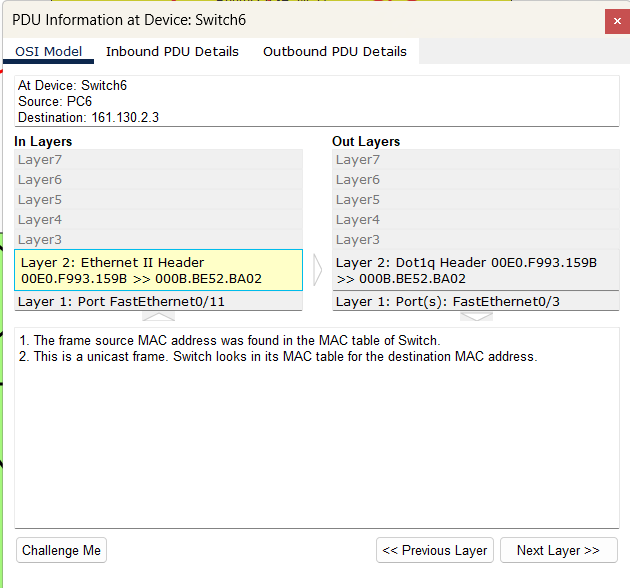 PDU Information at Device: Switch6
OSI Model Inbound PDU Details Outbound PDU Details
At Device: Switch6
Source: PC6
Destination: 161.130.2.3
In Layers
Layer7
Layer6
Layer5
Layer4
Layer3
Layer 2: Ethernet II Header
00E0.F993.159B >> 000B.BE52.BA02
Layer 1: Port FastEthernet0/11
Out Layers
Layer7
Layer6
Layer5
Layer4
Layer3
Layer 2: Dot1q Header 00E0.F993.159B
>> 000B.BE52.BA02
Layer 1: Port(s): FastEthernet0/3
1. The frame source MAC address was found in the MAC table of Switch.
2. This is a unicast frame. Switch looks in its MAC table for the destination MAC address.
Challenge Me
<< Previous Layer
Next Layer >>